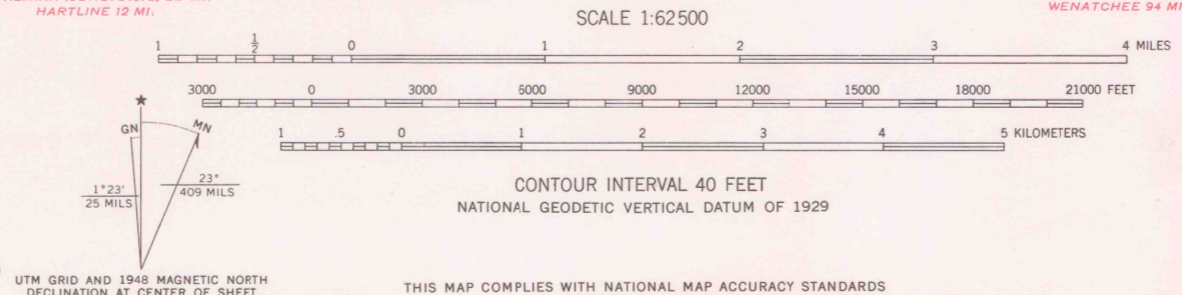 HARTLINE 12 MI.
WENATCHEE 94 MI
SCALE 1:62500
1 ½ 0 1 2 3 4 MILES
3000 0 3000 6000 9000 12000 15000 18000 21000 FEET
1 .5 0 1 2 3 4 5 KILOMETERS
★
GN
MN
1°23'
25 MILS
23°
409 MILS
CONTOUR INTERVAL 40 FEET
NATIONAL GEODETIC VERTICAL DATUM OF 1929
UTM GRID AND 1948 MAGNETIC NORTH
DECLINATION AT CENTER OF SHEET
THIS MAP COMPLIES WITH NATIONAL MAP ACCURACY STANDARDS